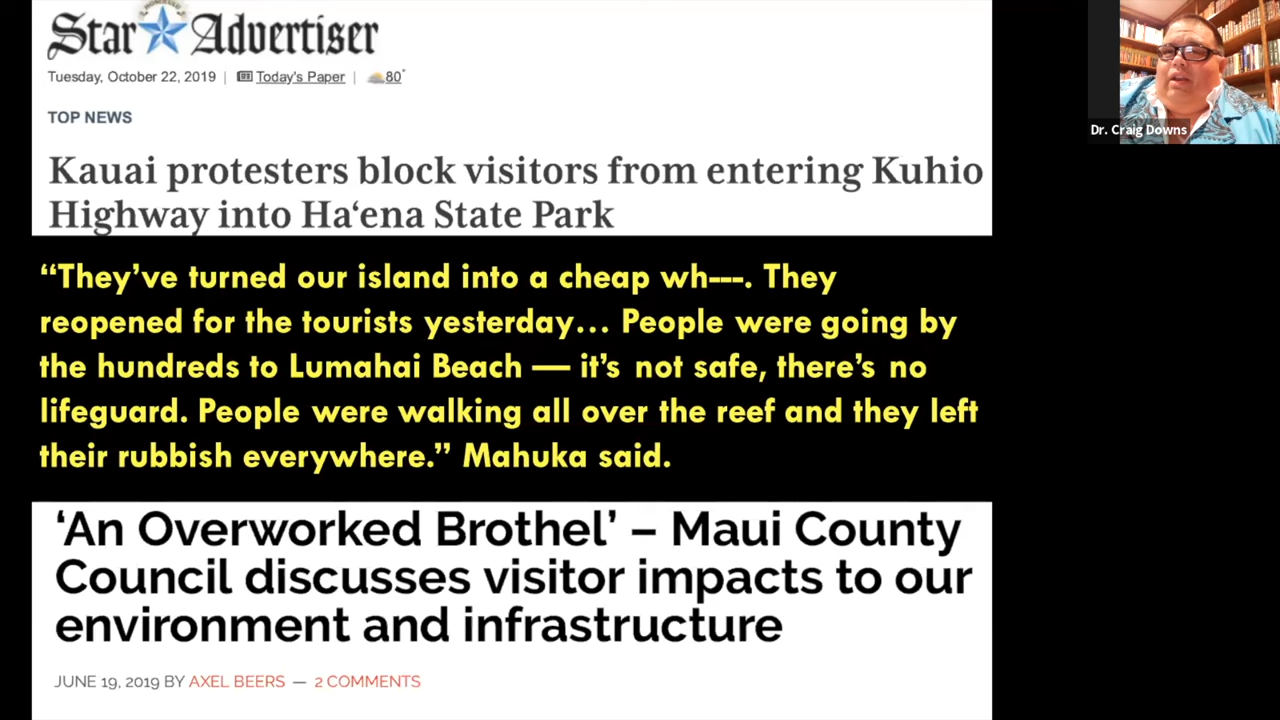 Star Advertiser
Tuesday, October 22, 2019 | Today's Paper | 80°
TOP NEWS
Kauai protesters block visitors from entering Kuhio
Highway into Ha‘ena State Park
“They’ve turned our island into a cheap wh---. They
reopened for the tourists yesterday… People were going by
the hundreds to Lumahai Beach — it’s not safe, there’s no
lifeguard. People were walking all over the reef and they left
their rubbish everywhere.” Mahuka said.
‘An Overworked Brothel’ – Maui County
Council discusses visitor impacts to our
environment and infrastructure
JUNE 19, 2019 BY AXEL BEERS — 2 COMMENTS
Dr. Craig Downs